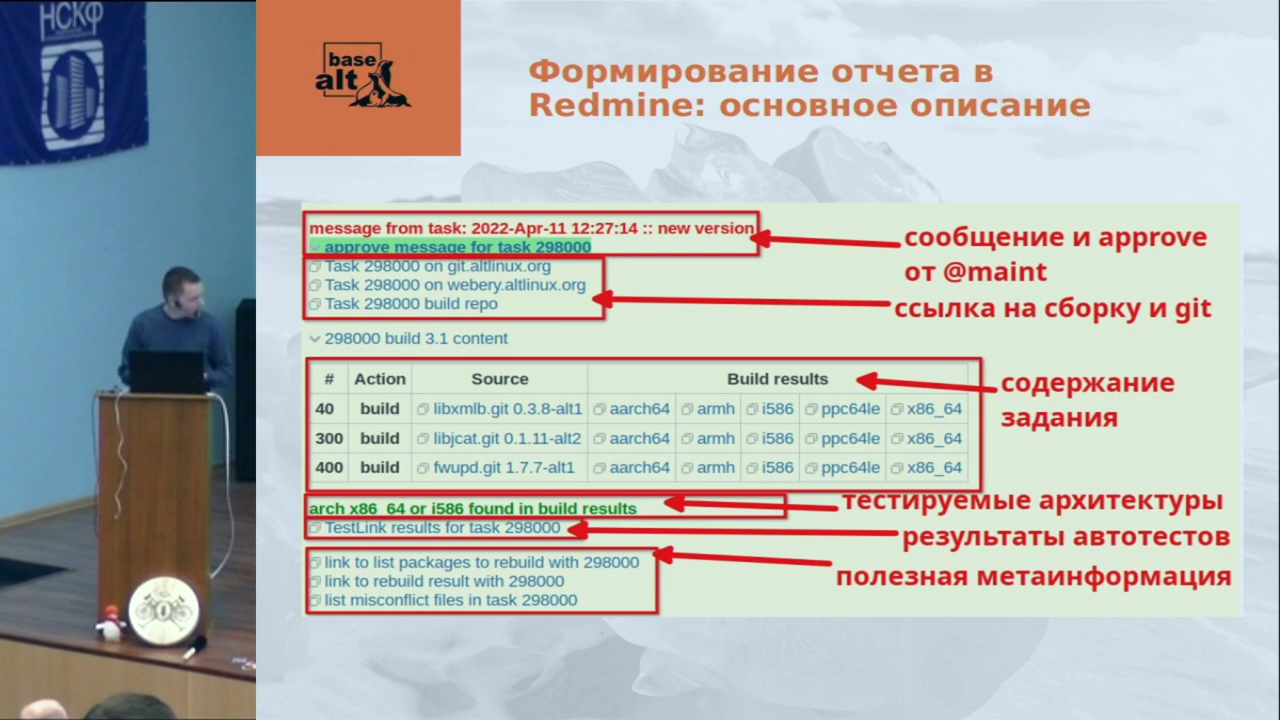 НСКФ
base
alt
Формирование отчета в
Redmine: основное описание
message from task: 2022-Apr-11 12:27:14 :: new version
approve message for task 298000
сообщение и approve
от @maint
Task 298000 on git.altlinux.org
Task 298000 on webery.altlinux.org
Task 298000 build repo
ссылка на сборку и git
298000 build 3.1 content
# Action Source Build results
40 build libxmlb.git 0.3.8-alt1 aarch64 armh i586 ppc64le x86_64
300 build libjcat.git 0.1.11-alt2 aarch64 armh i586 ppc64le x86_64
400 build fwupd.git 1.7.7-alt1 aarch64 armh i586 ppc64le x86_64
содержание
задания
arch x86_64 or i586 found in build results
тестируемые архитектуры
TestLink results for task 298000
результаты автотестов
link to list packages to rebuild with 298000
link to rebuild result with 298000
list misconflict files in task 298000
полезная метаинформация